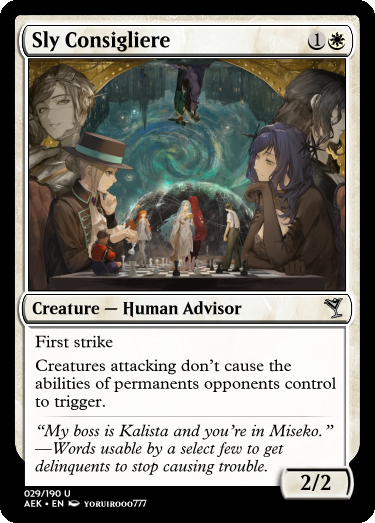 Sly Consigliere
1
Creature — Human Advisor
First strike
Creatures attacking don't cause the
abilities of permanents opponents control
to trigger.
"My boss is Kalista and you're in Miseko."
—Words usable by a select few to get
delinquents to stop causing trouble.
2/2
029/190 U
AEK • EN YORUIROOO777